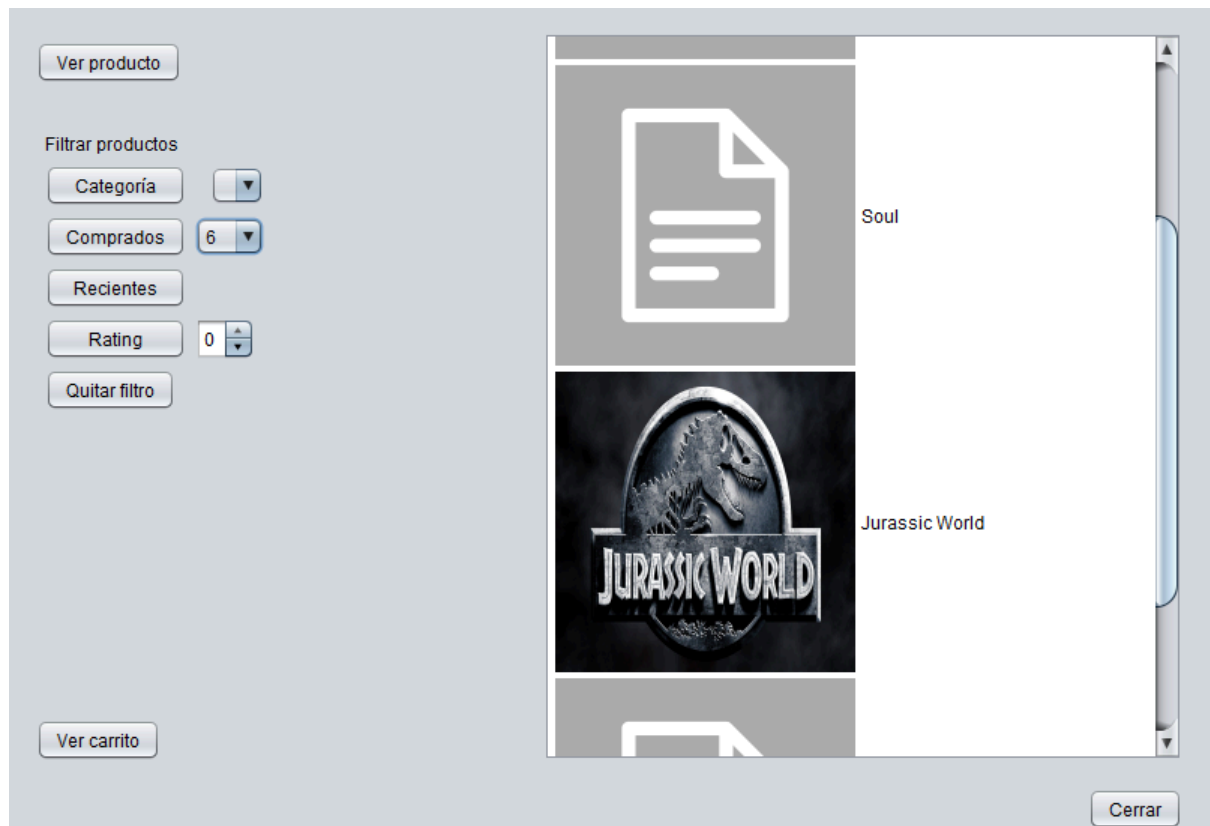 Ver producto
Filtrar productos
Categoría
Comprados 6
Recientes
Rating 0
Quitar filtro
Ver carrito
Soul
JURASSIC WORLD
Jurassic World
Cerrar